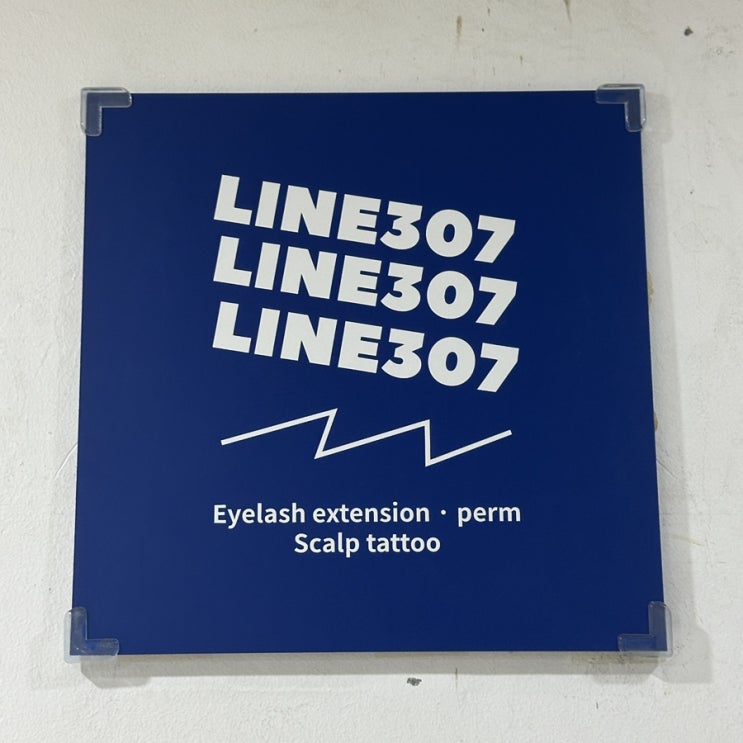 LINE307
LINE307
LINE307
Eyelash extension · perm
Scalp tattoo